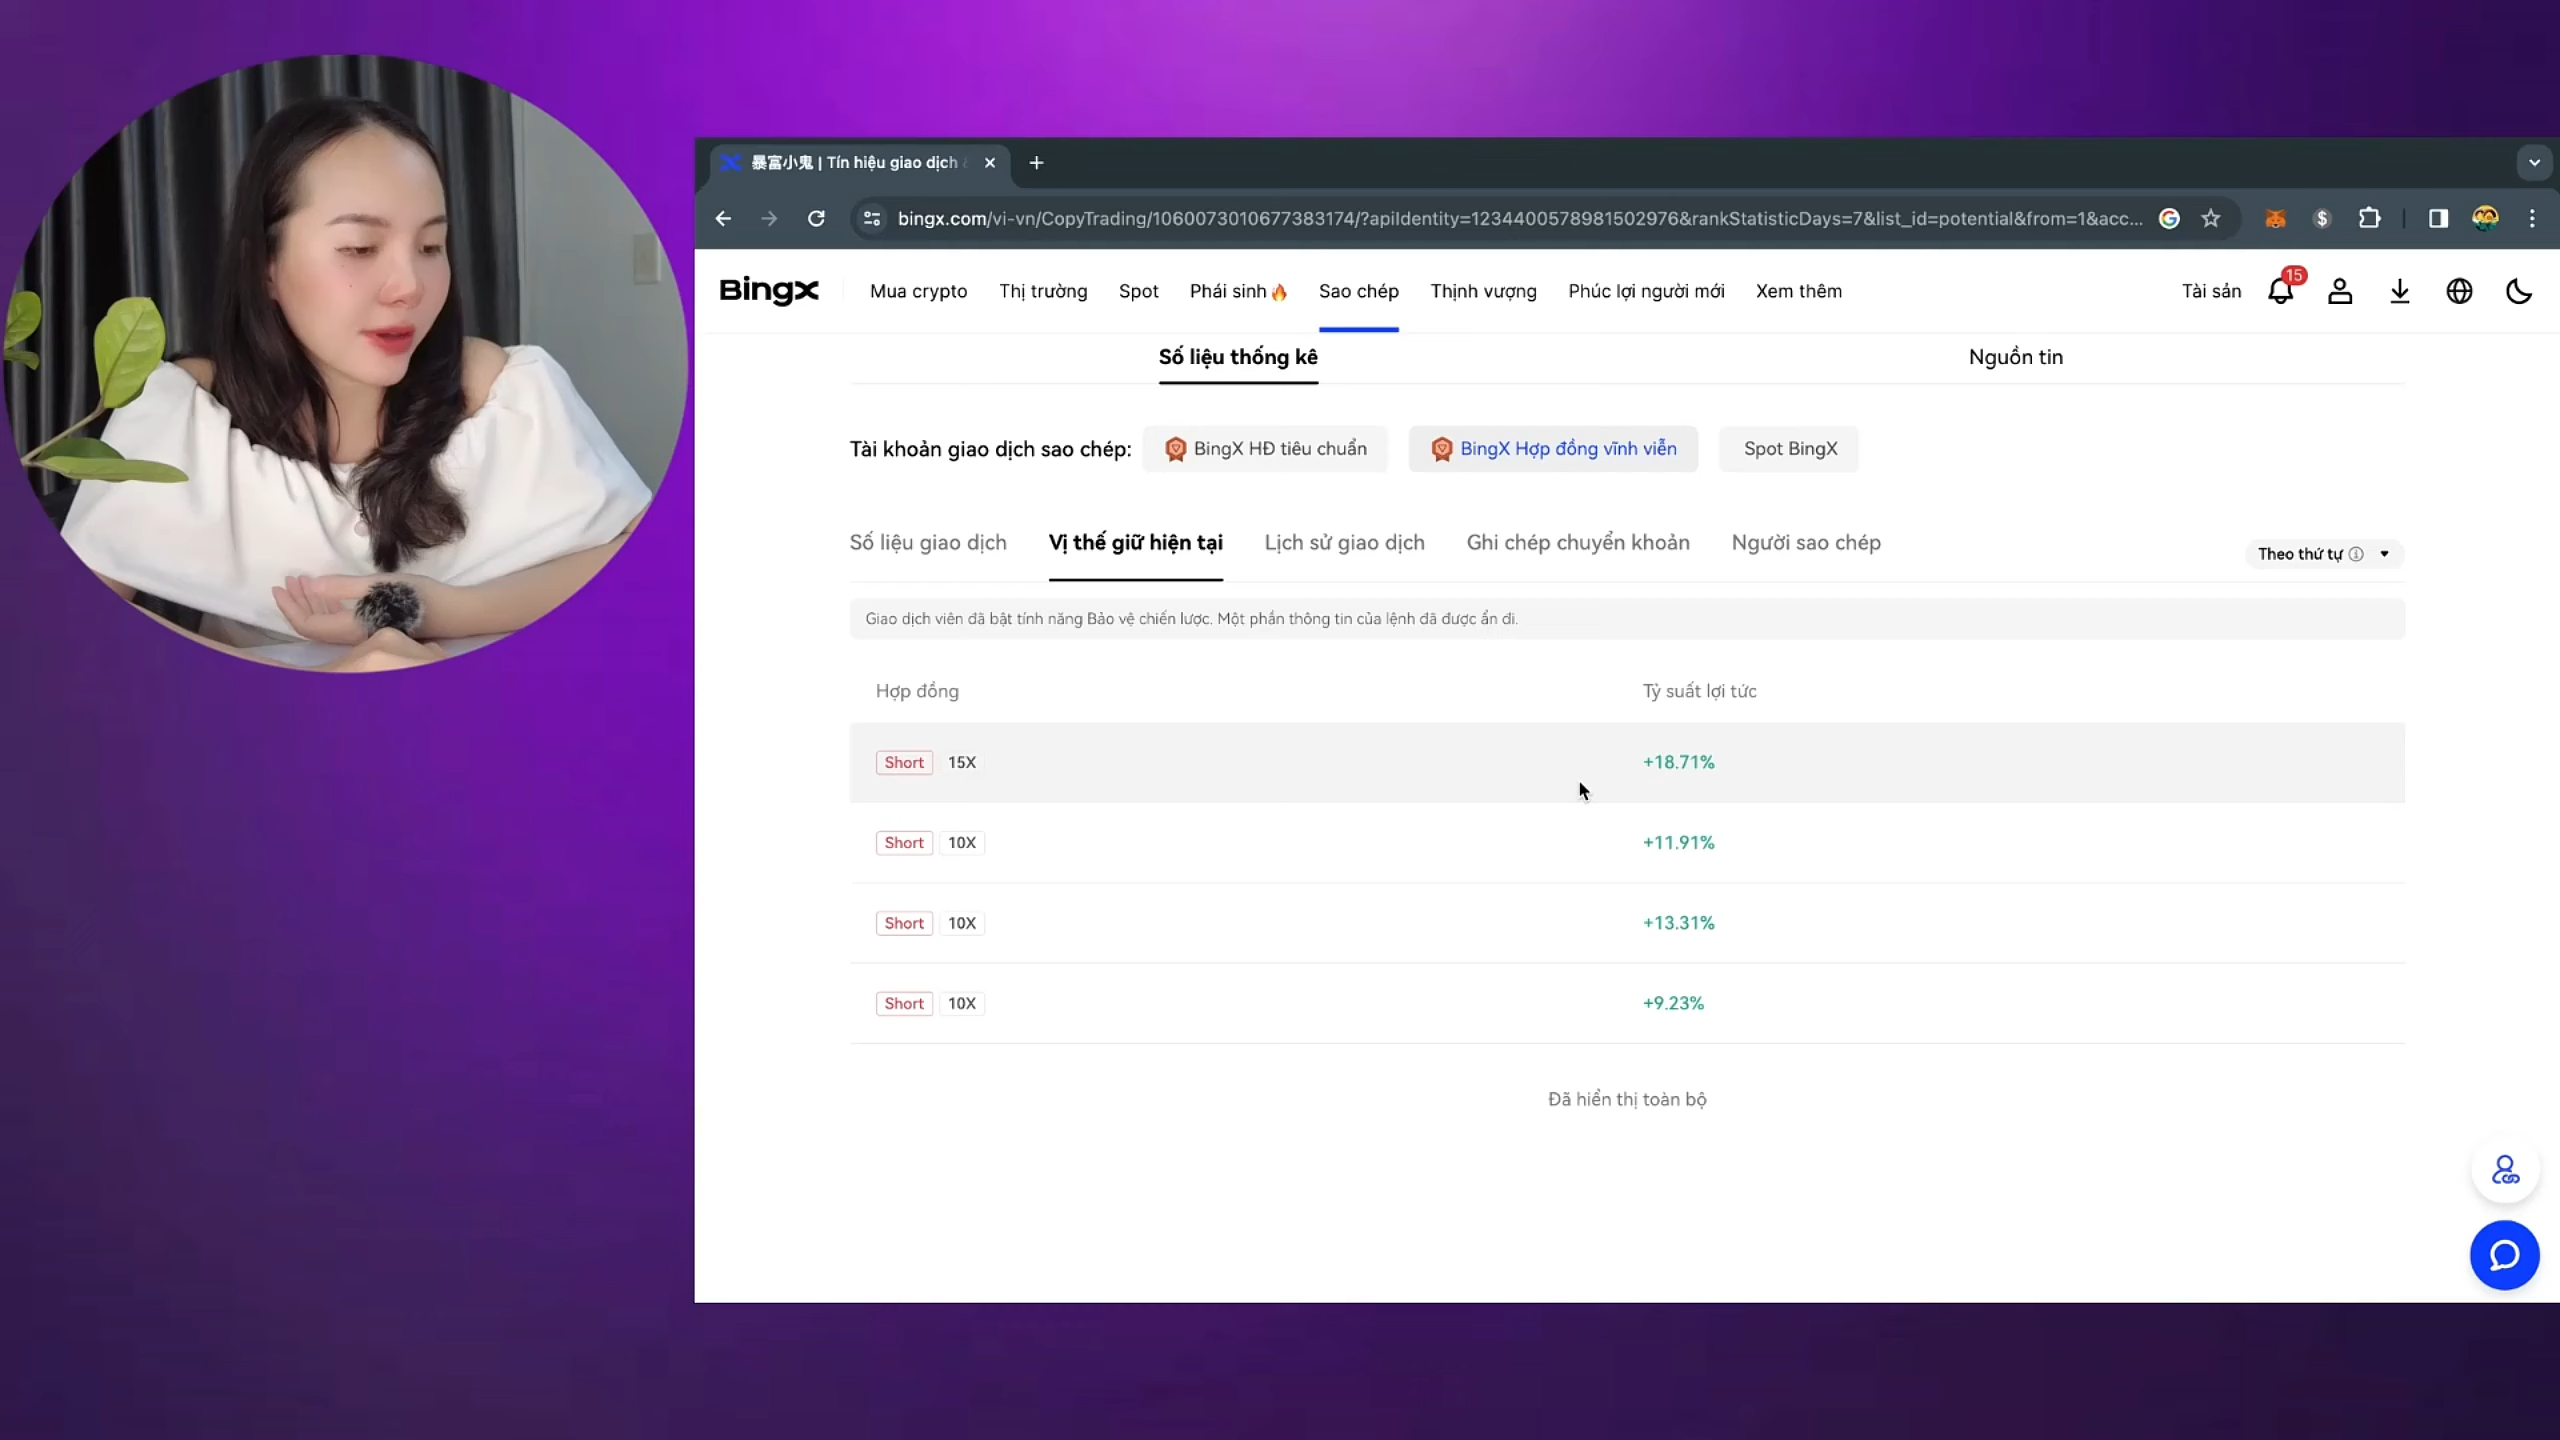 暴富小鬼 | Tín hiệu giao dịch
bingx.com/vi-vn/CopyTrading/1060073010677383174/?apiIdentity=1234400578981502976&rankStatisticDays=7&list_id=potential&from=1&acc...
BingX
Mua crypto Thị trường Spot Phái sinh🔥 Sao chép Thịnh vượng Phúc lợi người mới Xem thêm Tài sản 15
Số liệu thống kê Nguồn tin
Tài khoản giao dịch sao chép: BingX HĐ tiêu chuẩn BingX Hợp đồng vĩnh viễn Spot BingX
Số liệu giao dịch Vị thế giữ hiện tại Lịch sử giao dịch Ghi chép chuyển khoản Người sao chép Theo thứ tự
Giao dịch viên đã bật tính năng Bảo vệ chiến lược. Một phần thông tin của lệnh đã được ẩn đi.
Hợp đồng Tỷ suất lợi tức
Short 15X +18.71%
Short 10X +11.91%
Short 10X +13.31%
Short 10X +9.23%
Đã hiển thị toàn bộ